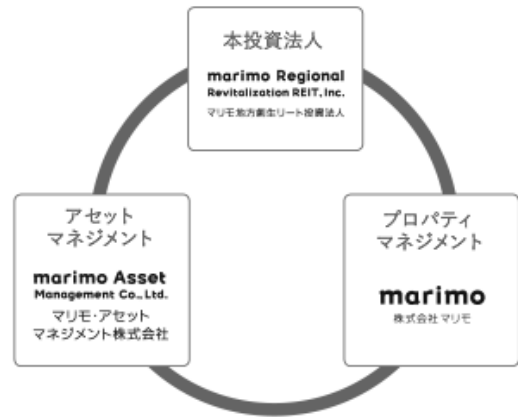 本投資法人
marimo Regional
Revitalization REIT, Inc.
マリモ地方創生リート投資法人
アセット
マネジメント
marimo Asset
Management Co., Ltd.
マリモ・アセット
マネジメント株式会社
プロパティ
マネジメント
marimo
株式会社マリモ